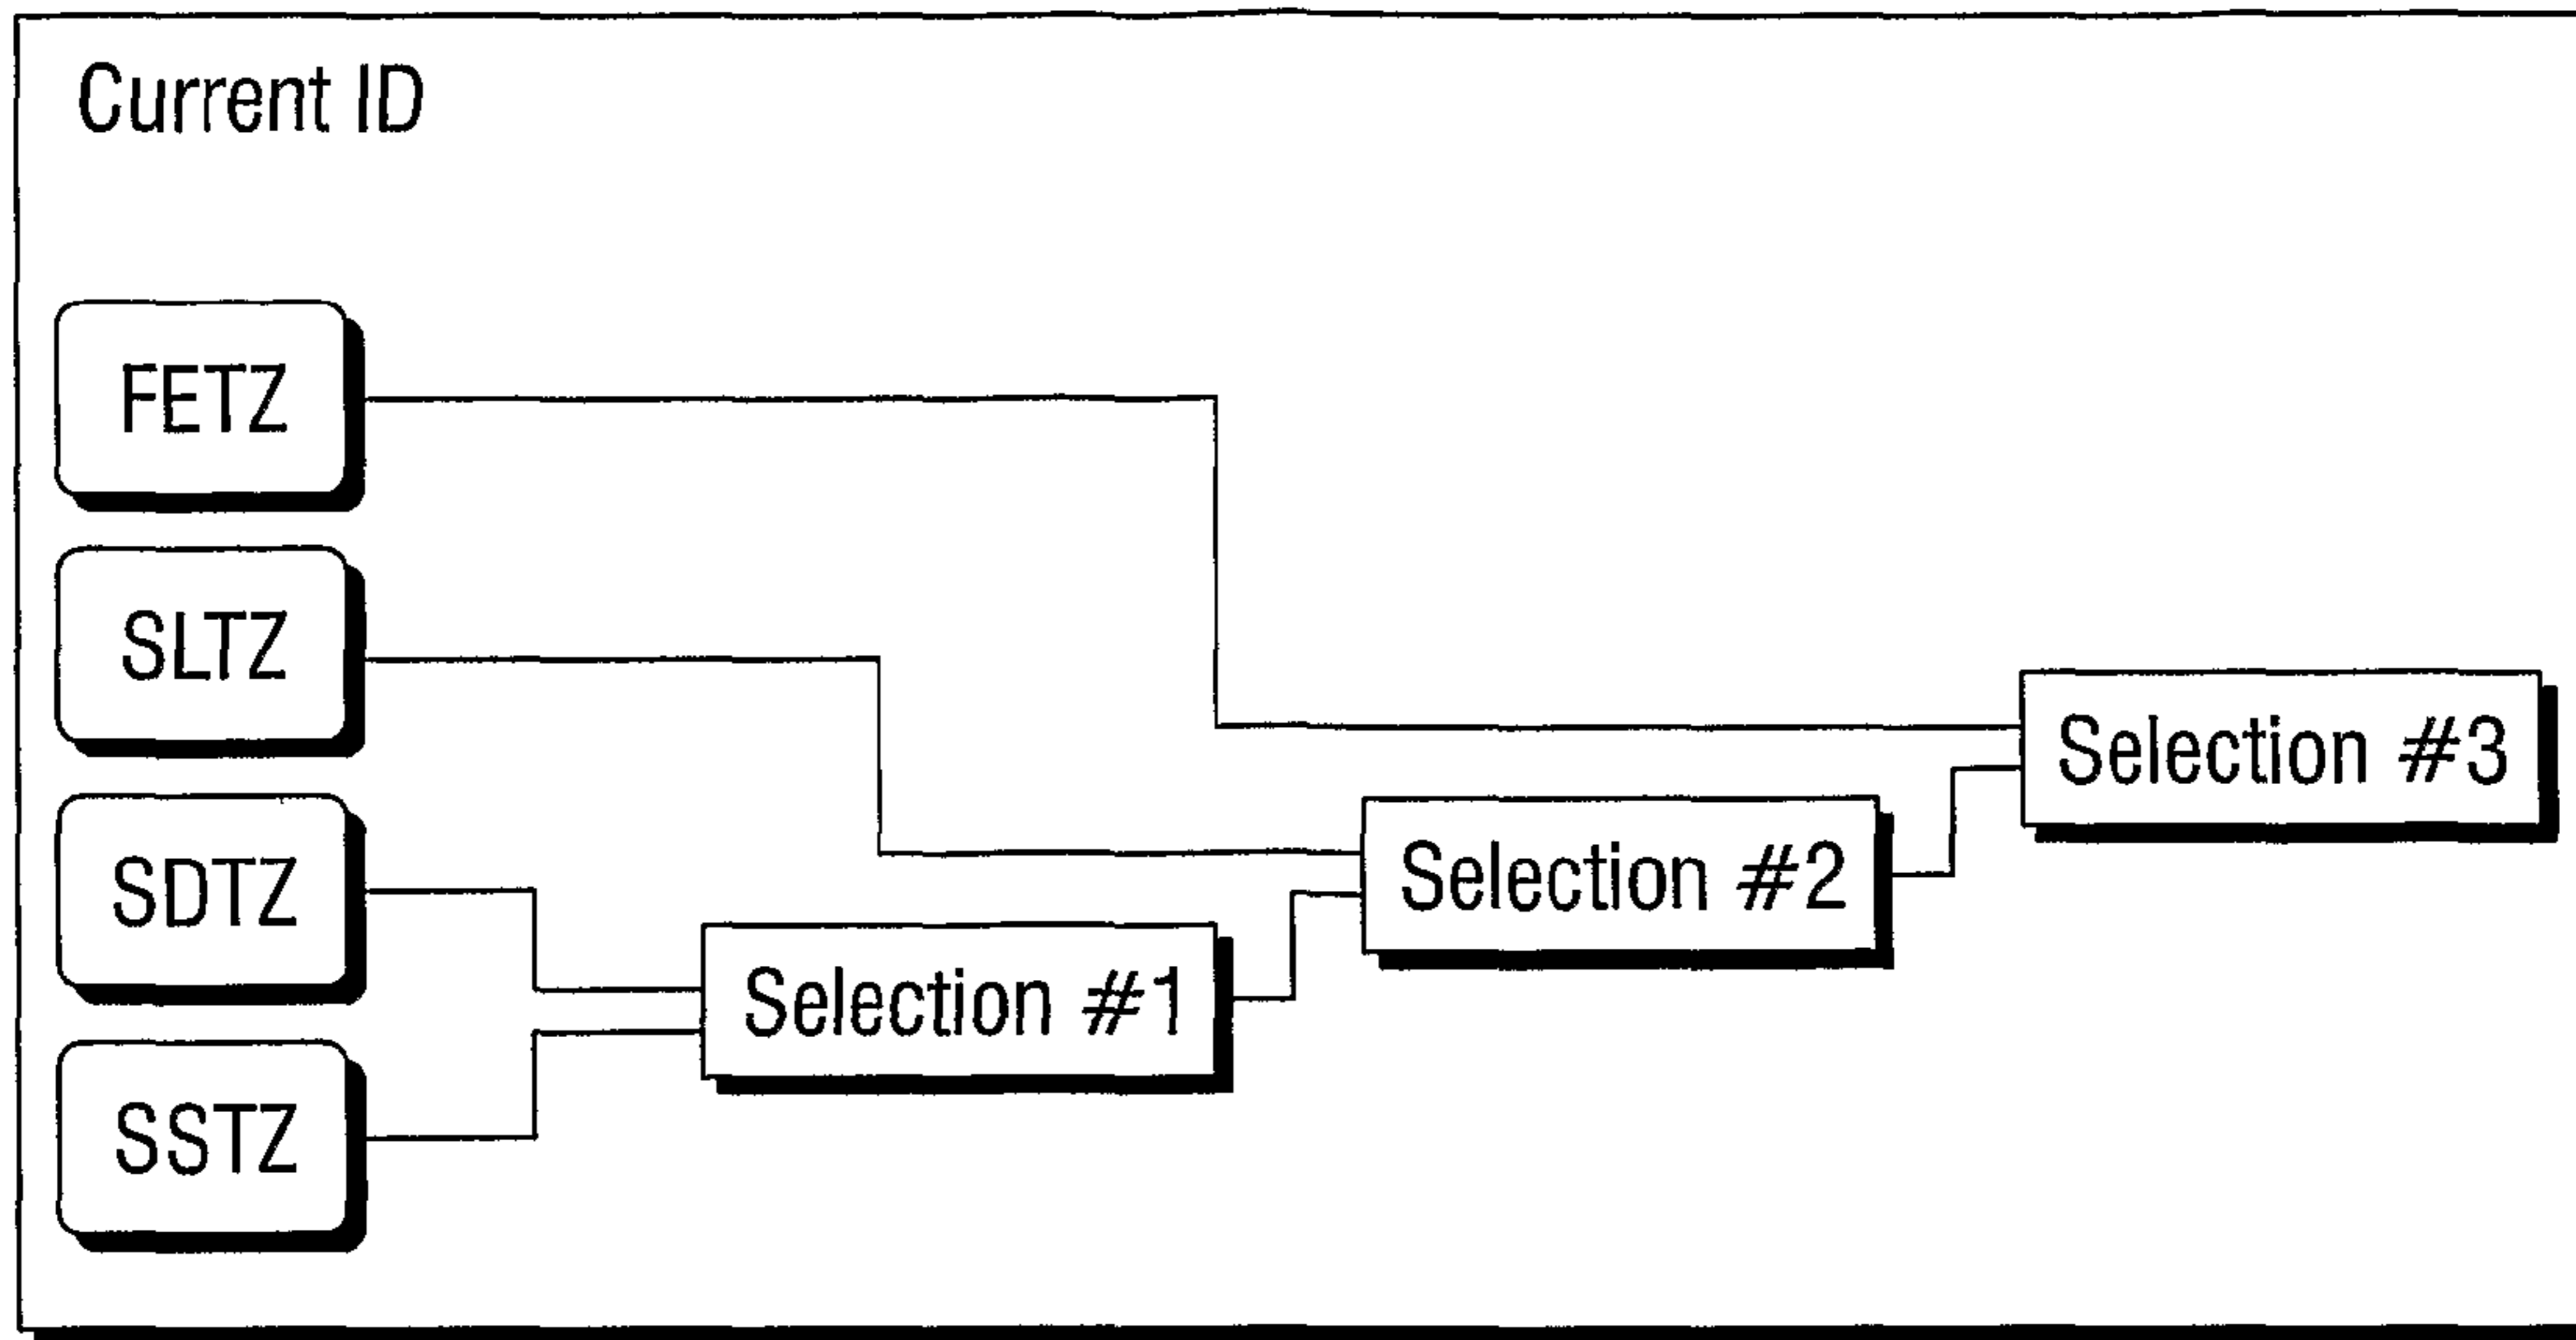 Current ID
FETZ
SLTZ
SDTZ
SSTZ
Selection #1
Selection #2
Selection #3